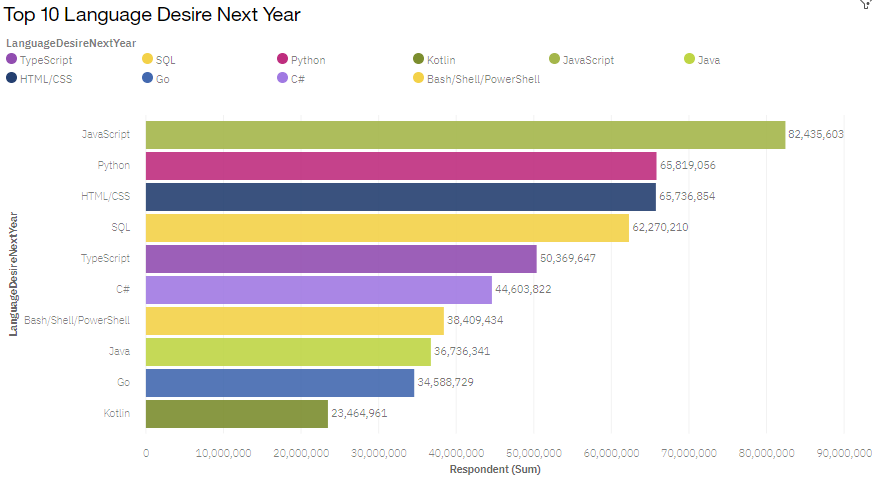 Top 10 Language Desire Next Year
LanguageDesireNextYear
TypeScript SQL Python Kotlin JavaScript Java
HTML/CSS Go C# Bash/Shell/PowerShell
LanguageDesireNextYear
JavaScript 82,435,603
Python 65,819,056
HTML/CSS 65,736,854
SQL 62,270,210
TypeScript 50,369,647
C# 44,603,822
Bash/Shell/PowerShell 38,409,434
Java 36,736,341
Go 34,588,729
Kotlin 23,464,961
0 10,000,000 20,000,000 30,000,000 40,000,000 50,000,000 60,000,000 70,000,000 80,000,000 90,000,000
Respondent (Sum)